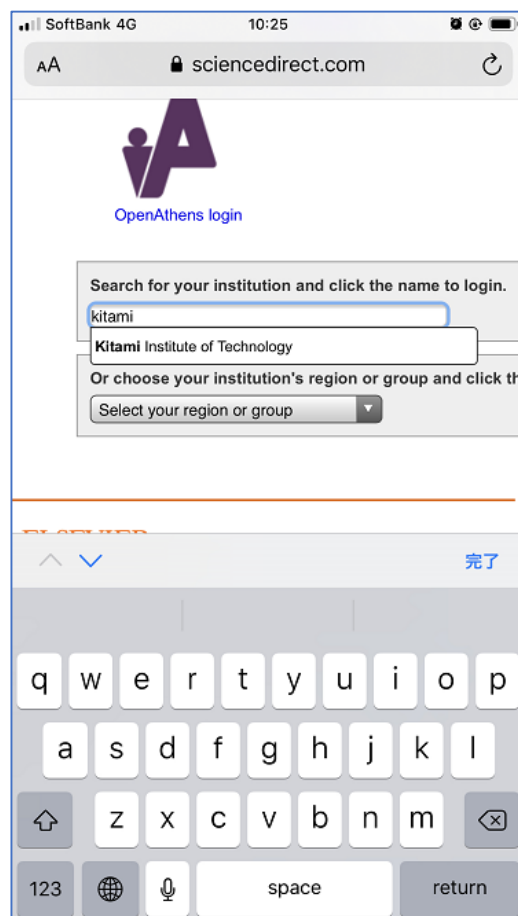 SoftBank 4G 10:25
AA sciencedirect.com
A
OpenAthens login
Search for your institution and click the name to login.
kitami
Kitami Institute of Technology
Or choose your institution's region or group and click th
Select your region or group
ELSEVIER
完了
q w e r t y u i o p
a s d f g h j k l
z x c v b n m
123 space return